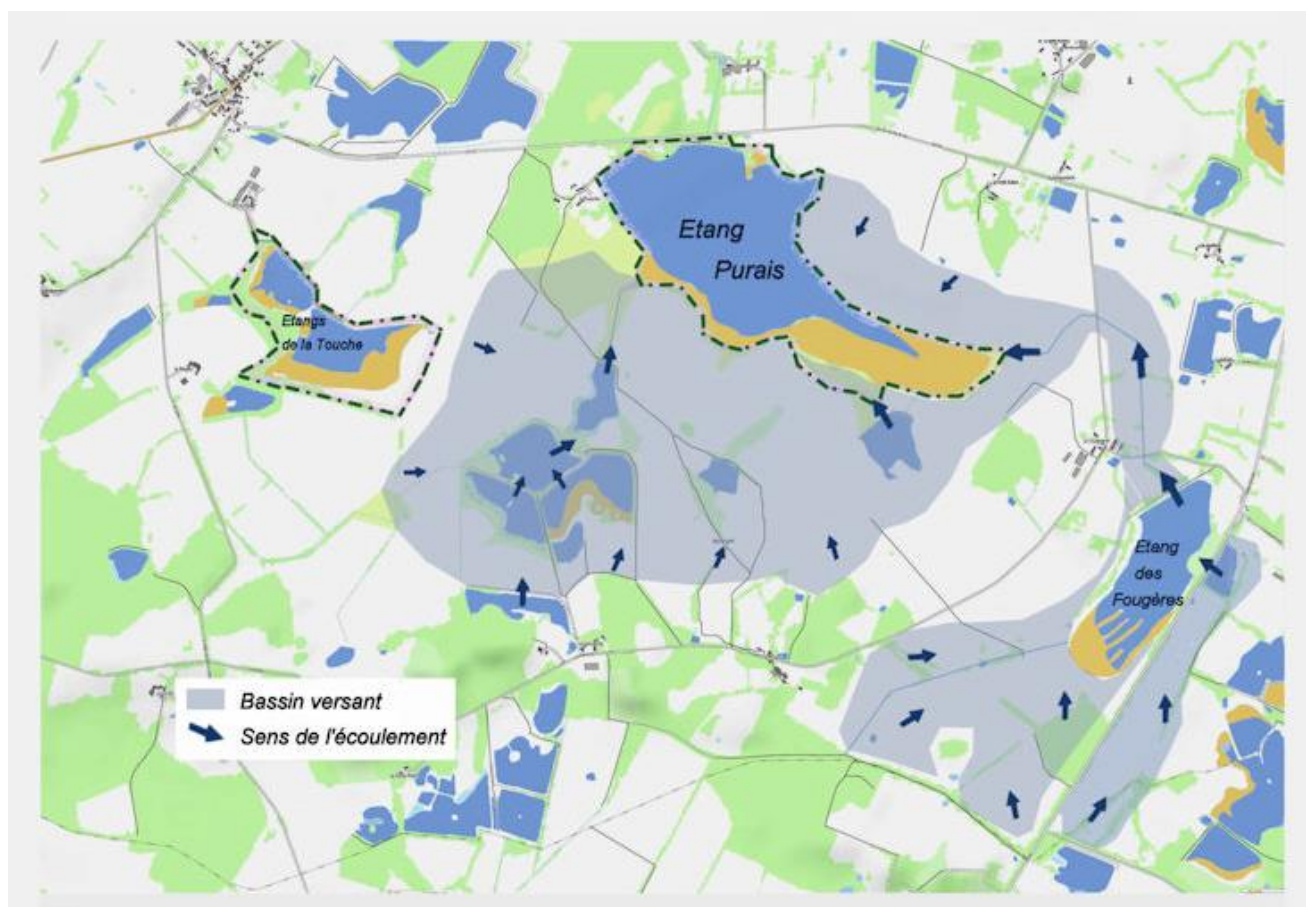 Etang
Purais
Etangs
de la Touche
Etang
des
Fougères
Bassin versant
Sens de l'écoulement